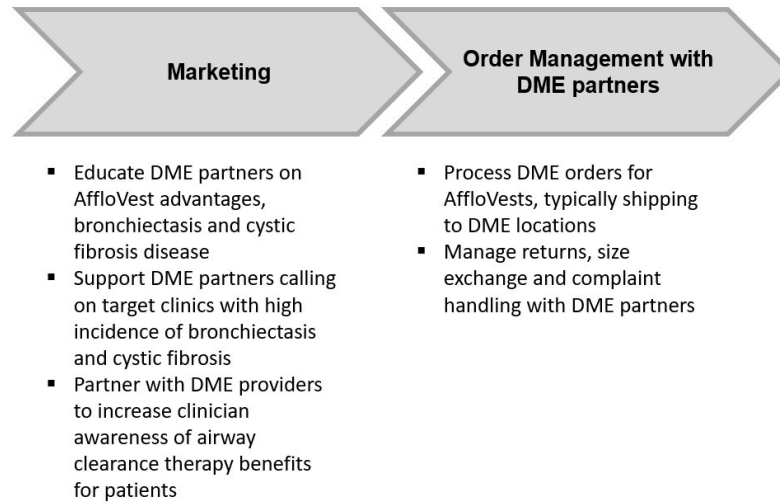 Marketing
Order Management with
DME partners
▪ Educate DME partners on
AffloVest advantages,
bronchiectasis and cystic
fibrosis disease
▪ Support DME partners calling
on target clinics with high
incidence of bronchiectasis
and cystic fibrosis
▪ Partner with DME providers
to increase clinician
awareness of airway
clearance therapy benefits
for patients
▪ Process DME orders for
AffloVests, typically shipping
to DME locations
▪ Manage returns, size
exchange and complaint
handling with DME partners